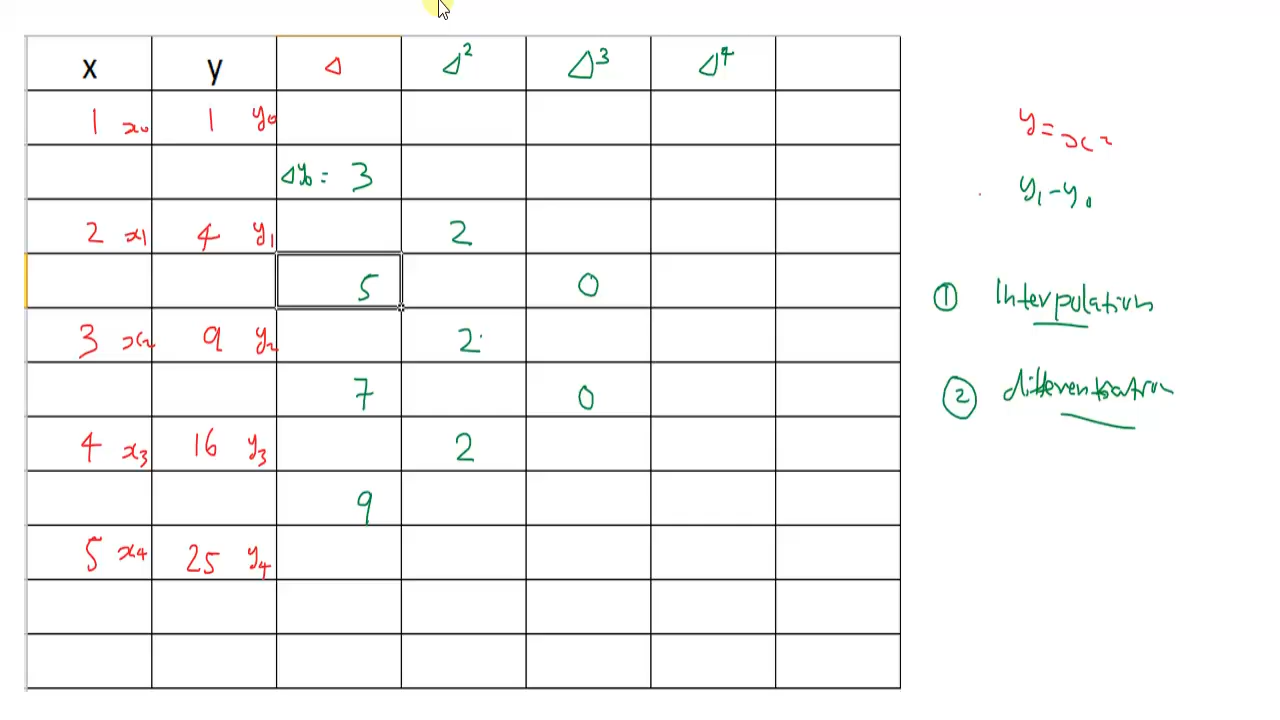 x y Δ Δ² Δ³ Δ⁴
1 x₀ 1 y₀
Δy₀ = 3
2 x₁ 4 y₁ 2
5 0
3 x₂ 9 y₂ 2
7 0
4 x₃ 16 y₃ 2
9
5 x₄ 25 y₄
y = x²
y₁ - y₀
① Interpulation
② differentiation